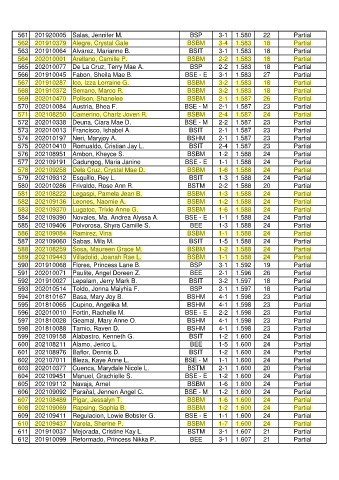 561 201920005 Salas, Jennifer M. BSP 3-1 1.580 22 Partial
562 201910379 Alegre, Crystal Gale BSBM 3-4 1.583 18 Partial
563 201910064 Alvarez, Marianne B. BSIT 3-1 1.583 18 Partial
564 202010001 Arellano, Camille P. BSBM 2-2 1.583 18 Partial
565 202010077 De La Cruz, Terry Mae A. BSP 2-2 1.583 18 Partial
566 201910045 Fabon, Sheila Mae B. BSE - E 3-1 1.583 27 Partial
567 201910287 Ico, Izza Lorraine G. BSBM 3-2 1.583 18 Partial
568 201910372 Serrano, Marco R. BSBM 3-2 1.583 18 Partial
569 202010470 Polison, Shanelee BSBM 2-1 1.587 26 Partial
570 202010084 Austria, Bhea F. BSE - M 2-1 1.587 23 Partial
571 202108250 Camerino, Charlz Joven R. BSBM 2-4 1.587 24 Partial
572 202010338 Deuna, Ciara Mae D. BSE - M 2-2 1.587 23 Partial
573 202010013 Francisco, Ishabel A. BSIT 2-1 1.587 23 Partial
574 202010197 Neri, Maryjoy A. BSHM 2-1 1.587 23 Partial
575 202010410 Romualdo, Cristian Jay L. BSIT 2-4 1.587 23 Partial
576 202108951 Ambon, Kheyce S. BSBM 1-2 1.588 24 Partial
577 202109191 Cadungog, Maria Janine BSE - E 1-1 1.588 24 Partial
578 202109258 Dela Cruz, Crystal Mae D. BSBM 1-6 1.588 24 Partial
579 202109312 Esquilo, Rey L. BSIT 1-3 1.588 24 Partial
580 202010286 Frivaldo, Rose Ann R. BSTM 2-2 1.588 20 Partial
581 202108222 Legaspi, Pamela Jean B. BSBM 1-3 1.588 24 Partial
582 202109136 Leones, Naomie A. BSBM 1-2 1.588 24 Partial
583 202109370 Lugatoc, Trixie Anne G. BSBM 1-6 1.588 24 Partial
584 202109390 Novales, Ma. Andrea Alyssa A. BSE - E 1-1 1.588 24 Partial
585 202109406 Polvorosa, Shyra Camille S. BEE 1-3 1.588 24 Partial
586 202109084 Ramirez, Vina BSBM 1-1 1.588 24 Partial
587 202109060 Sabas, Mila M. BSIT 1-5 1.588 24 Partial
588 202108259 Sosa, Maureen Grace M. BSBM 1-2 1.588 24 Partial
589 202109443 Villadolid, Joanah Rae L. BSBM 1-1 1.588 24 Partial
590 201910068 Flores, Princess Lane B. BSP 3-1 1.592 19 Partial
591 202010071 Paulite, Angel Doreen Z. BEE 2-1 1.596 26 Partial
592 201910027 Lepalam, Jerry Mark B. BSIT 3-2 1.597 18 Partial
593 202010514 Toldo, Jonna Maiyhia F. BSP 2-1 1.597 18 Partial
594 201810167 Basa, Mary Joy B. BSHM 4-1 1.598 23 Partial
595 201810065 Cupino, Angelika M. BSHM 4-1 1.598 23 Partial
596 202010010 Fortin, Rachelle M. BSE - E 2-2 1.598 23 Partial
597 201810028 Geamal, Mary Anne O. BSHM 4-1 1.598 23 Partial
598 201810088 Tamio, Raven D. BSHM 4-1 1.598 23 Partial
599 202109158 Alabastro, Kenneth G. BSIT 1-2 1.600 24 Partial
600 202108211 Alamo, Jerico L. BEE 1-5 1.600 24 Partial
601 202108976 Baflor, Dennis D. BSIT 1-2 1.600 24 Partial
602 202107011 Bleza, Kaye Anne L. BSE - M 1-1 1.600 24 Partial
603 202010377 Cuenca, Marydale Nicole L. BSTM 2-1 1.600 20 Partial
604 202109451 Manuel, Grachielle S. BSE - E 1-2 1.600 24 Partial
605 202109112 Navaja, Arnel BSBM 1-6 1.600 24 Partial
606 202109092 Parañal, Jennen Angel C. BSE - M 1-2 1.600 24 Partial
607 202108489 Pigar, Jessalyn T. BSBM 1-6 1.600 24 Partial
608 202109069 Rapsing, Sophia B. BSBM 1-2 1.600 24 Partial
609 202109411 Regulacion, Lowie Bobster G. BSE - E 1-1 1.600 24 Partial
610 202109437 Varela, Sherine P. BSBM 1-7 1.600 24 Partial
611 201910037 Mejorada, Cristine Kay L. BSTM 3-1 1.607 21 Partial
612 201910099 Reformado, Princess Nikka P. BEE 3-1 1.607 21 Partial